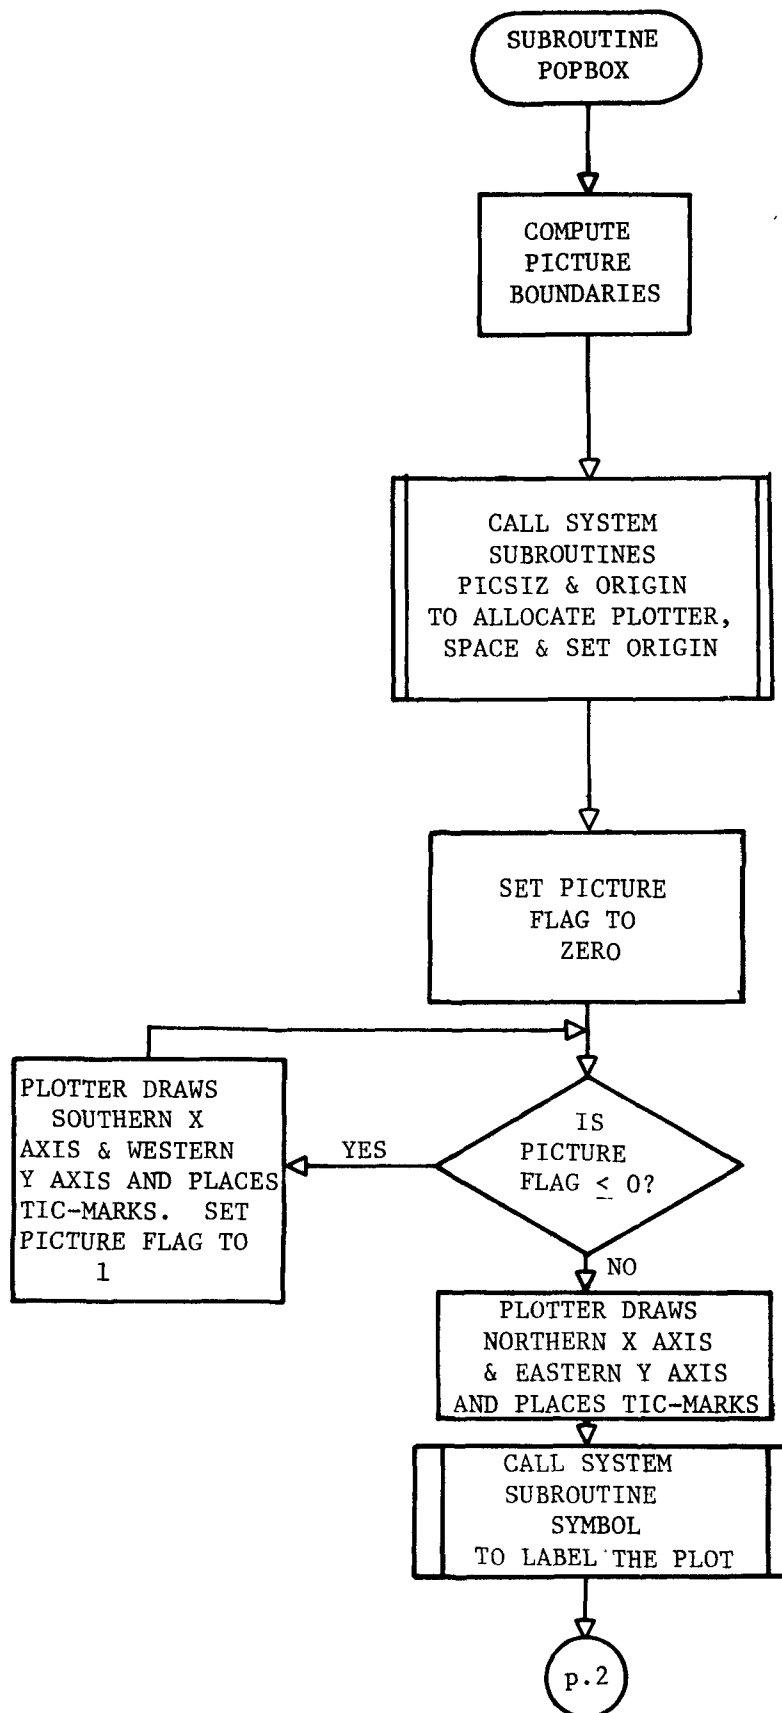 SUBROUTINE
POPBOX
COMPUTE
PICTURE
BOUNDARIES
CALL SYSTEM
SUBROUTINES
PICSIZ & ORIGIN
TO ALLOCATE PLOTTER,
SPACE & SET ORIGIN
SET PICTURE
FLAG TO
ZERO
IS
PICTURE
FLAG ≤ 0?
YES
PLOTTER DRAWS
SOUTHERN X
AXIS & WESTERN
Y AXIS AND PLACES
TIC-MARKS. SET
PICTURE FLAG TO
1
NO
PLOTTER DRAWS
NORTHERN X AXIS
& EASTERN Y AXIS
AND PLACES TIC-MARKS
CALL SYSTEM
SUBROUTINE
SYMBOL
TO LABEL THE PLOT
p.2